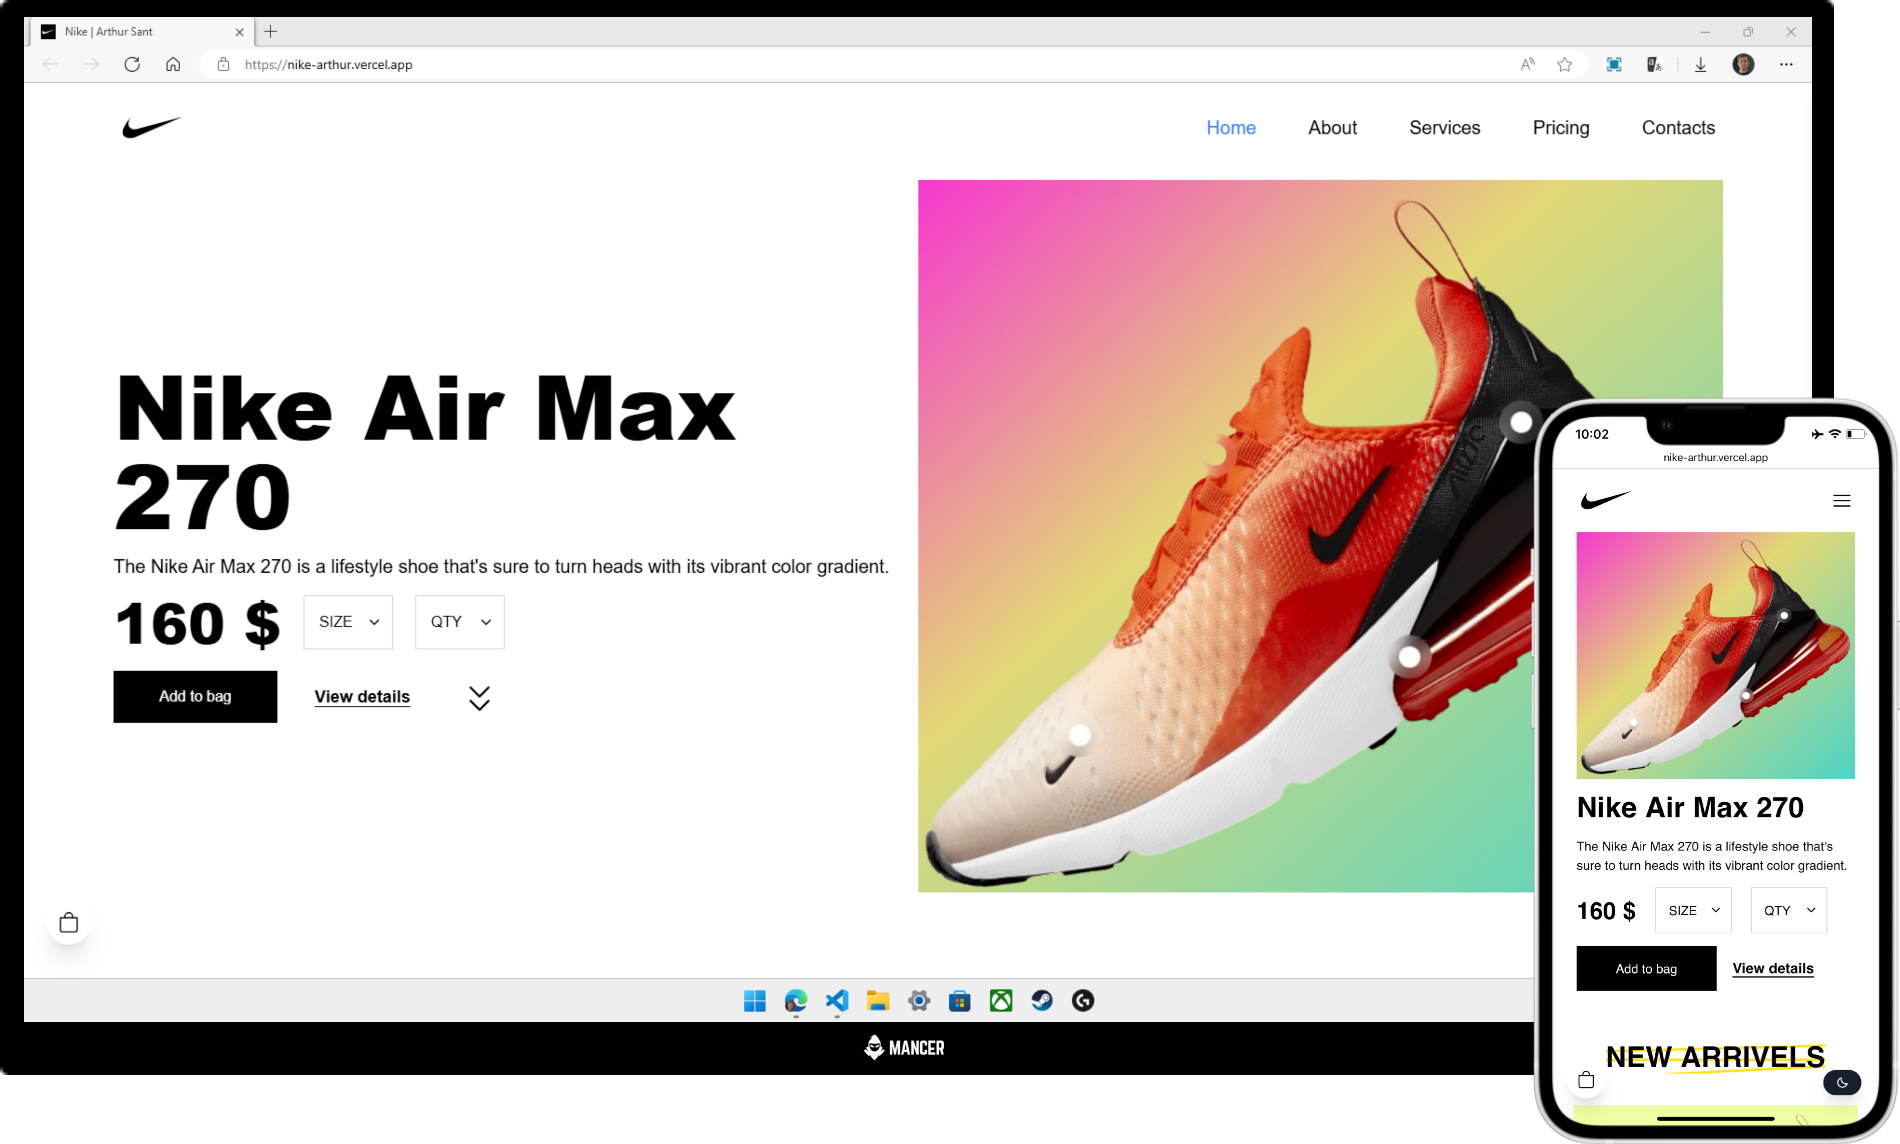 Nike | Arthur Sant
https://nike-arthur.vercel.app
Home About Services Pricing Contacts
Nike Air Max
270
The Nike Air Max 270 is a lifestyle shoe that's sure to turn heads with its vibrant color gradient.
160 $ SIZE QTY
Add to bag View details
MANCER
10:02
nike-arthur.vercel.app
Nike Air Max 270
The Nike Air Max 270 is a lifestyle shoe that's
sure to turn heads with its vibrant color gradient.
160 $ SIZE QTY
Add to bag View details
NEW ARRIVELS